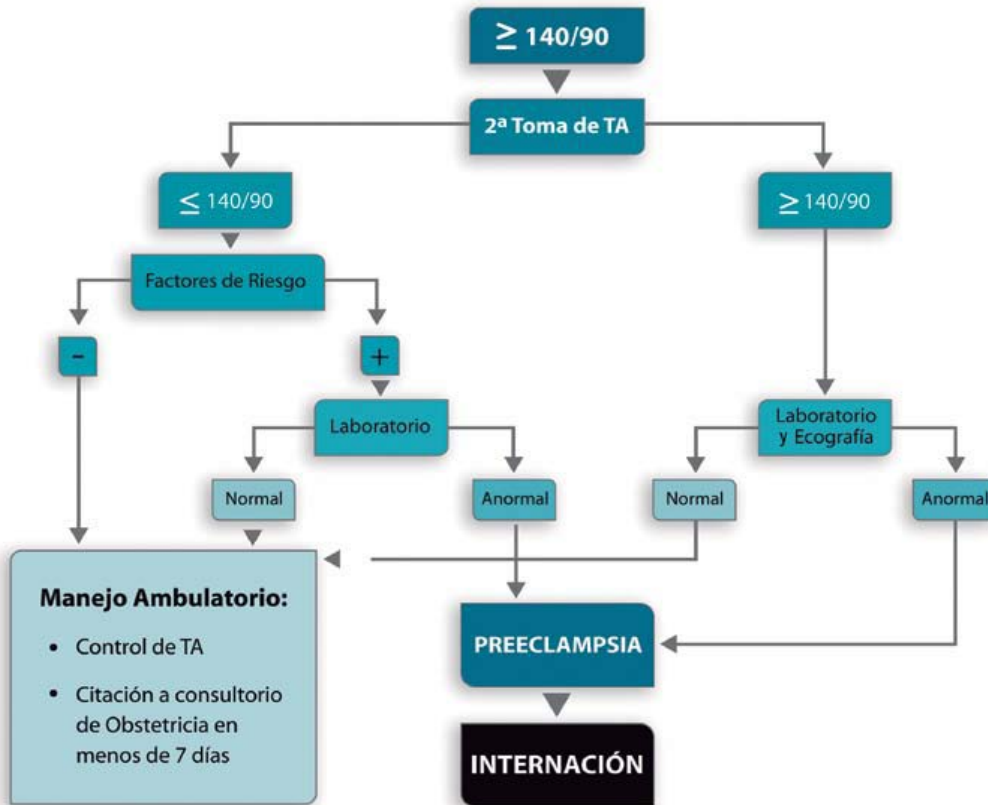 ≥ 140/90
2ª Toma de TA
≤ 140/90
≥ 140/90
Factores de Riesgo
-
+
Laboratorio
Laboratorio
y Ecografía
Normal
Anormal
Normal
Anormal
Manejo Ambulatorio:
• Control de TA
• Citación a consultorio
de Obstetricia en
menos de 7 días
PREECLAMPSIA
INTERNACIÓN